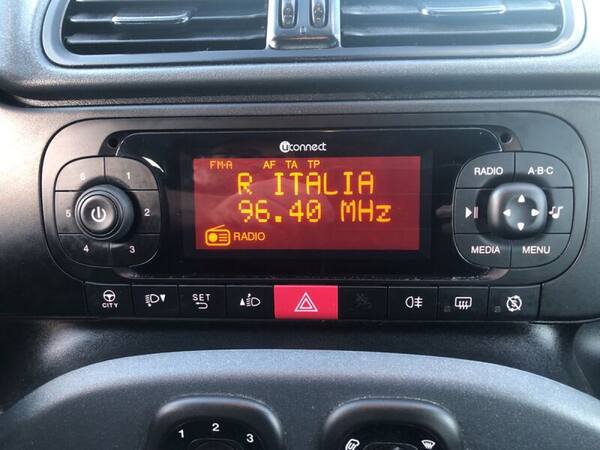 uconnect
FM-A AF TA TP
R ITALIA
96.40 MHz
RADIO
6 1
5 2
4 3
RADIO A-B-C
MEDIA MENU
CITY
SET
1 2 3